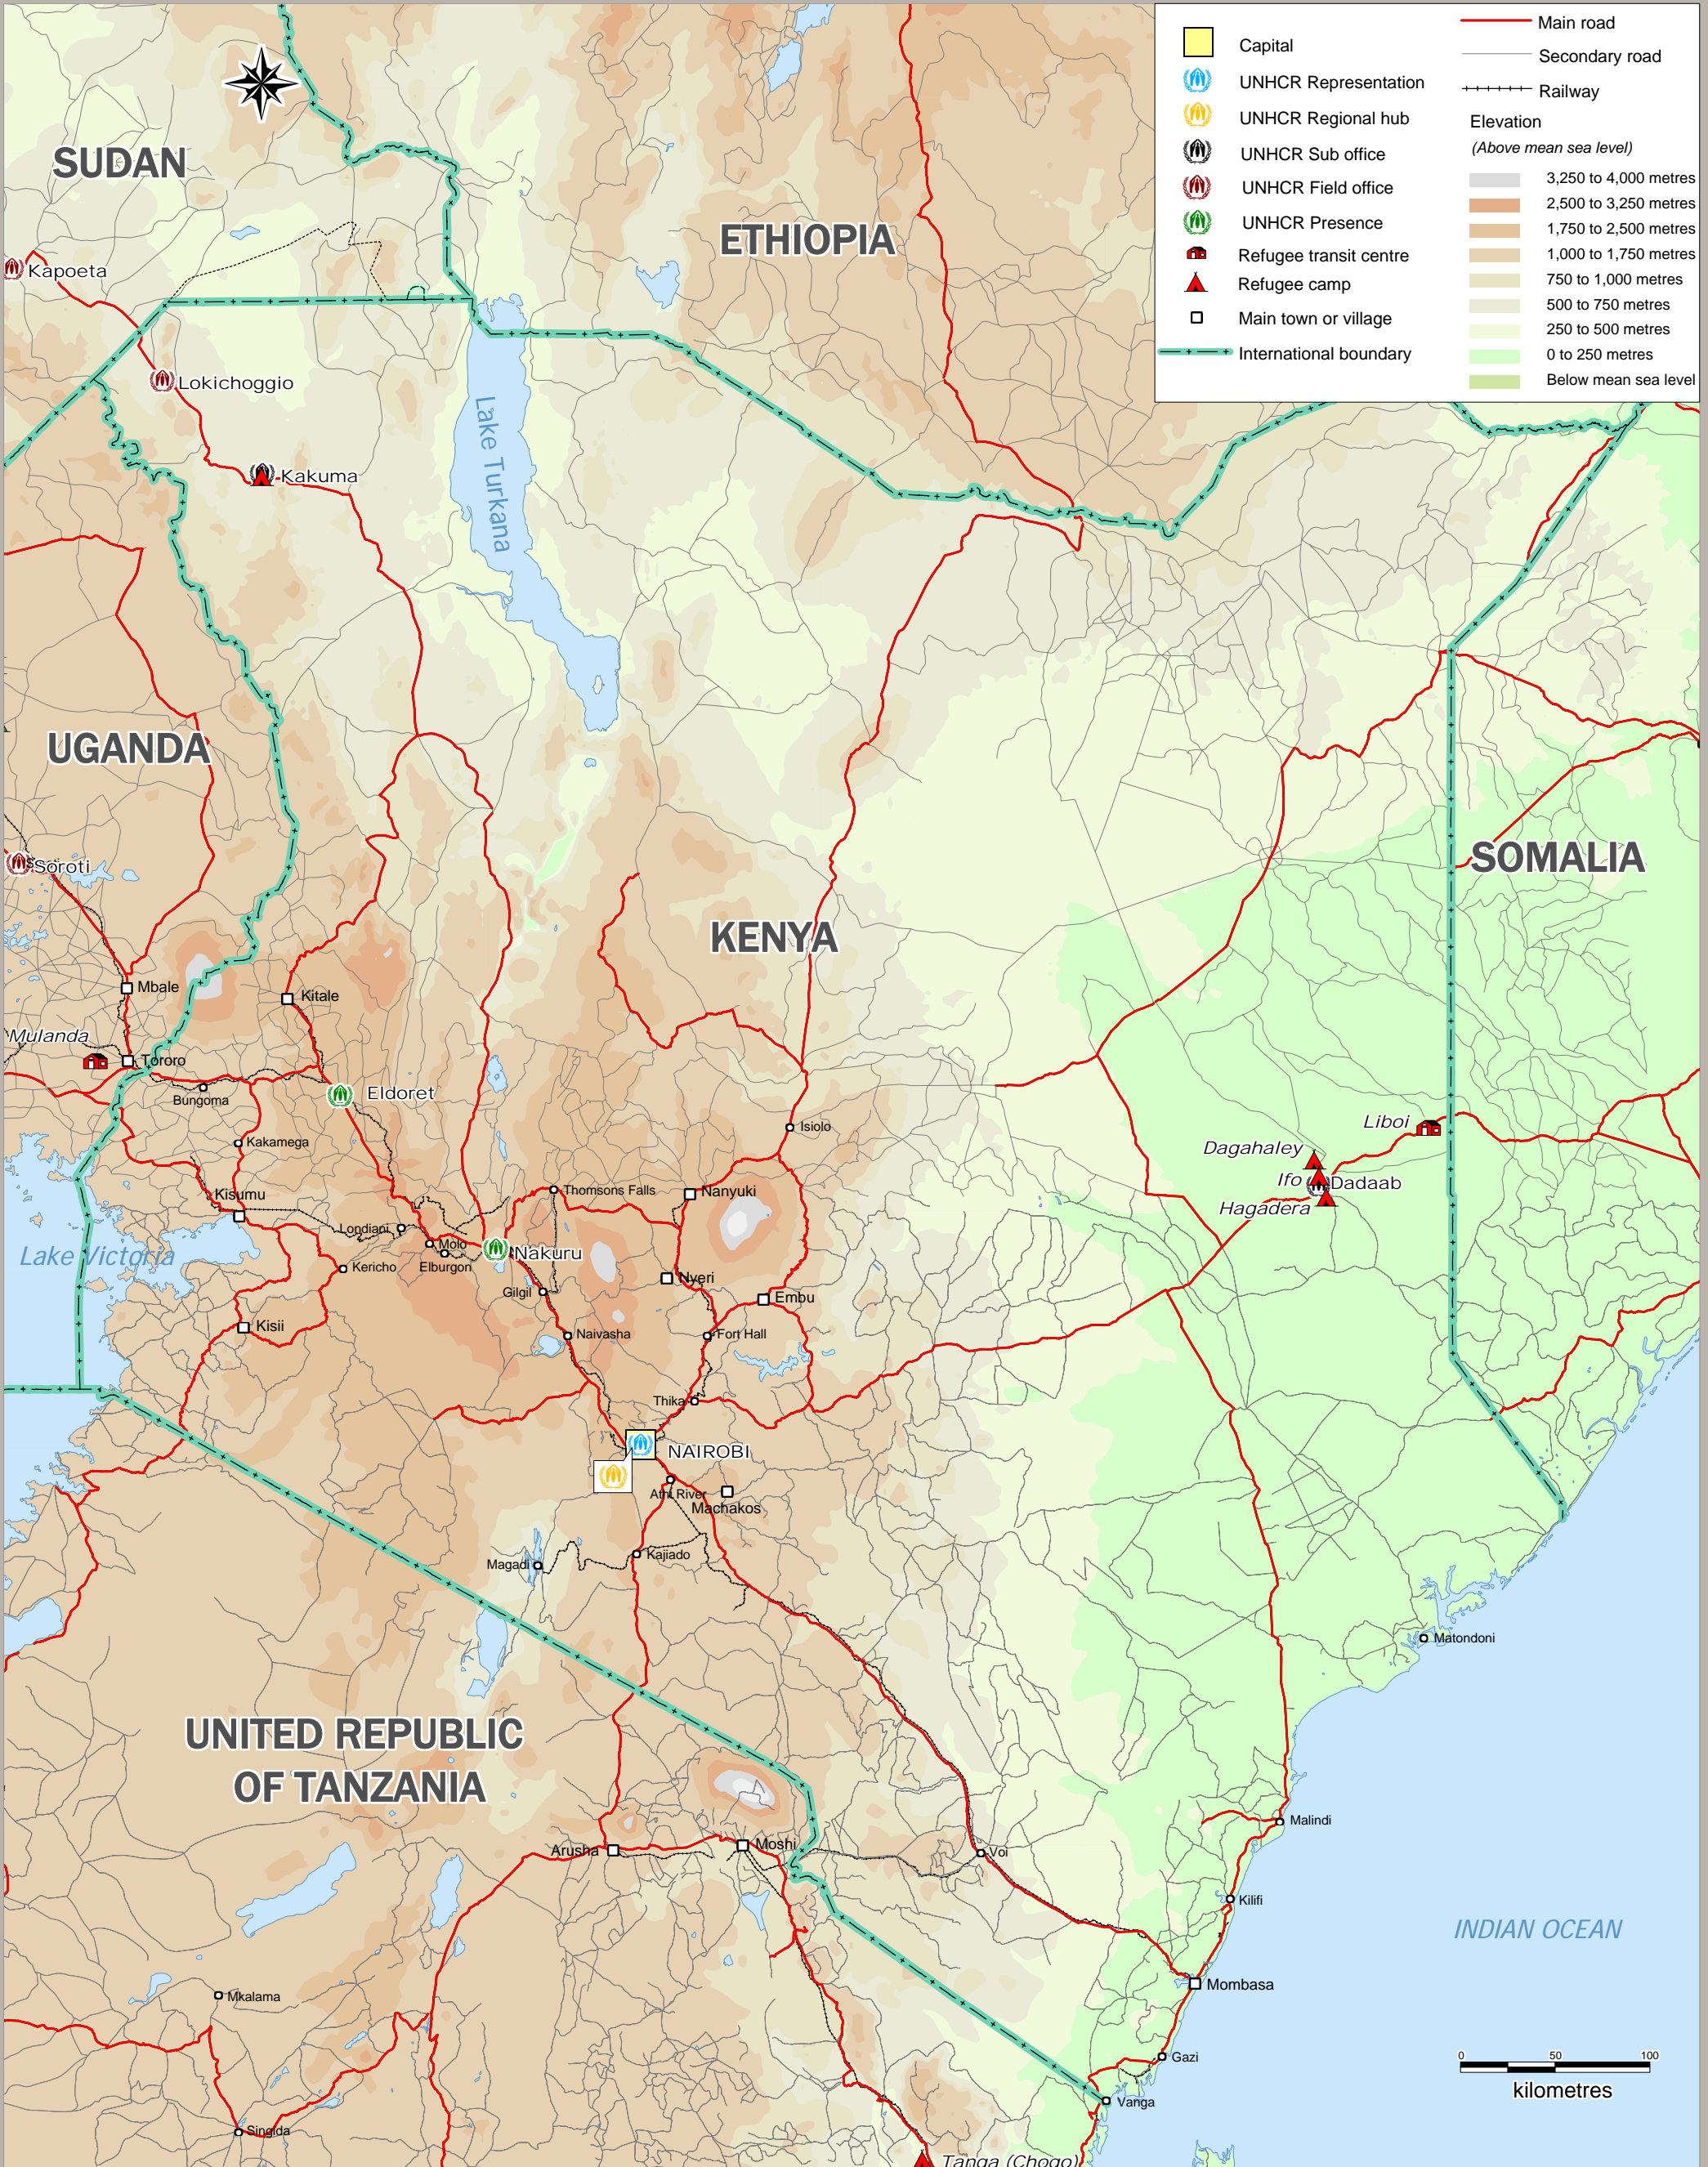 Capital
UNHCR Representation
UNHCR Regional hub
UNHCR Sub office
UNHCR Field office
UNHCR Presence
Refugee transit centre
Refugee camp
Main town or village
International boundary
Main road
Secondary road
Railway
Elevation
(Above mean sea level)
3,250 to 4,000 metres
2,500 to 3,250 metres
1,750 to 2,500 metres
1,000 to 1,750 metres
750 to 1,000 metres
500 to 750 metres
250 to 500 metres
0 to 250 metres
Below mean sea level
SUDAN
ETHIOPIA
Kapoeta
Lokichoggio
Lake Turkana
Kakuma
UGANDA
SOMALIA
Soroti
KENYA
Mbale
Kitale
Mulanda
Tororo
Eldoret
Bungoma
Isiolo
Liboi
Kakamega
Dagahaley
Ifo
Dadaab
Hagadera
Kisumu
Thomsons Falls
Nanyuki
Londiani
Molo
Lake Victoria
Nakuru
Elburgon
Kericho
Nyeri
Gilgil
Embu
Kisii
Naivasha
Fort Hall
Thika
NAIROBI
Athi River
Machakos
Magadi
Kajiado
Matondoni
UNITED REPUBLIC
OF TANZANIA
Malindi
Arusha
Moshi
Voi
Kilifi
INDIAN OCEAN
Mombasa
Mkalama
Gazi
0 50 100
kilometres
Vanga
Singida
Tanga (Chogo)